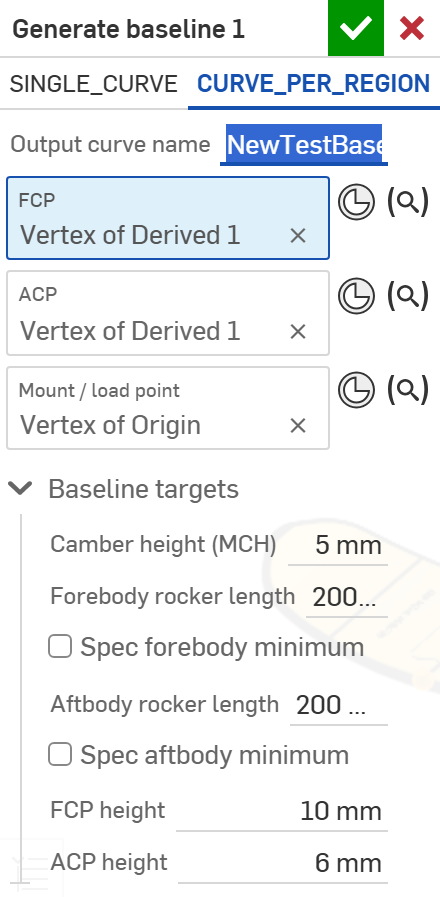 Generate baseline 1
SINGLE_CURVE CURVE_PER_REGION
Output curve name NewTestBase
FCP
Vertex of Derived 1
ACP
Vertex of Derived 1
Mount / load point
Vertex of Origin
Baseline targets
Camber height (MCH) 5 mm
Forebody rocker length 200...
Spec forebody minimum
Aftbody rocker length 200 ...
Spec aftbody minimum
FCP height 10 mm
ACP height 6 mm